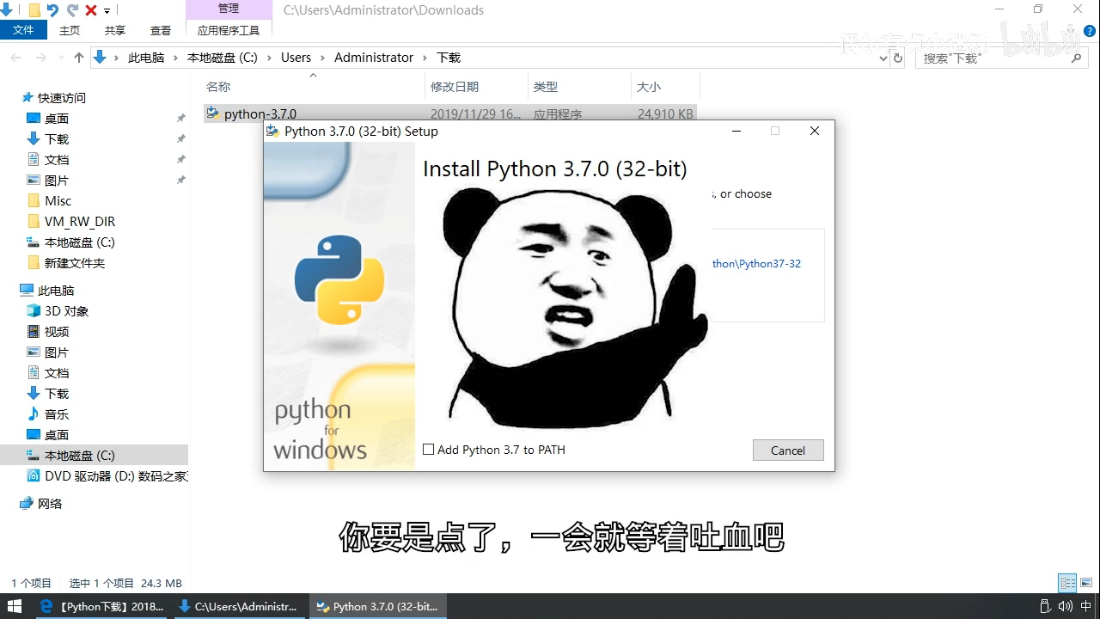 管理
C:\Users\Administrator\Downloads
文件
主页
共享
查看
应用程序工具
此电脑 › 本地磁盘 (C:) › Users › Administrator › 下载
搜索"下载"
名称
修改日期
类型
大小
快速访问
桌面
下载
文档
图片
Misc
VM_RW_DIR
本地磁盘 (C:)
新建文件夹
此电脑
3D 对象
视频
图片
文档
下载
音乐
桌面
本地磁盘 (C:)
DVD 驱动器 (D:) 数码之家
网络
python-3.7.0
2019/11/29 16...
应用程序
24,910 KB
Python 3.7.0 (32-bit) Setup
Install Python 3.7.0 (32-bit)
, or choose
thon\Python37-32
python
for
windows
Add Python 3.7 to PATH
Cancel
你要是点了，一会就等着吐血吧
1 个项目
选中 1 个项目 24.3 MB
【Python下载】2018...
C:\Users\Administr...
Python 3.7.0 (32-bit...
中
bilibili